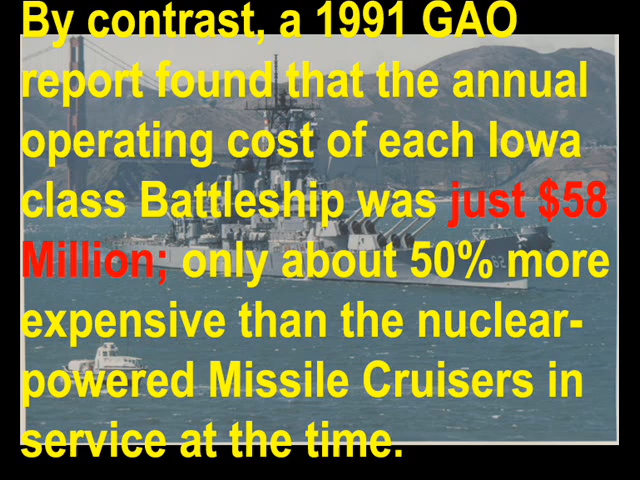 By contrast, a 1991 GAO
report found that the annual
operating cost of each Iowa
class Battleship was just $58
Million; only about 50% more
expensive than the nuclear-
powered Missile Cruisers in
service at the time.
62